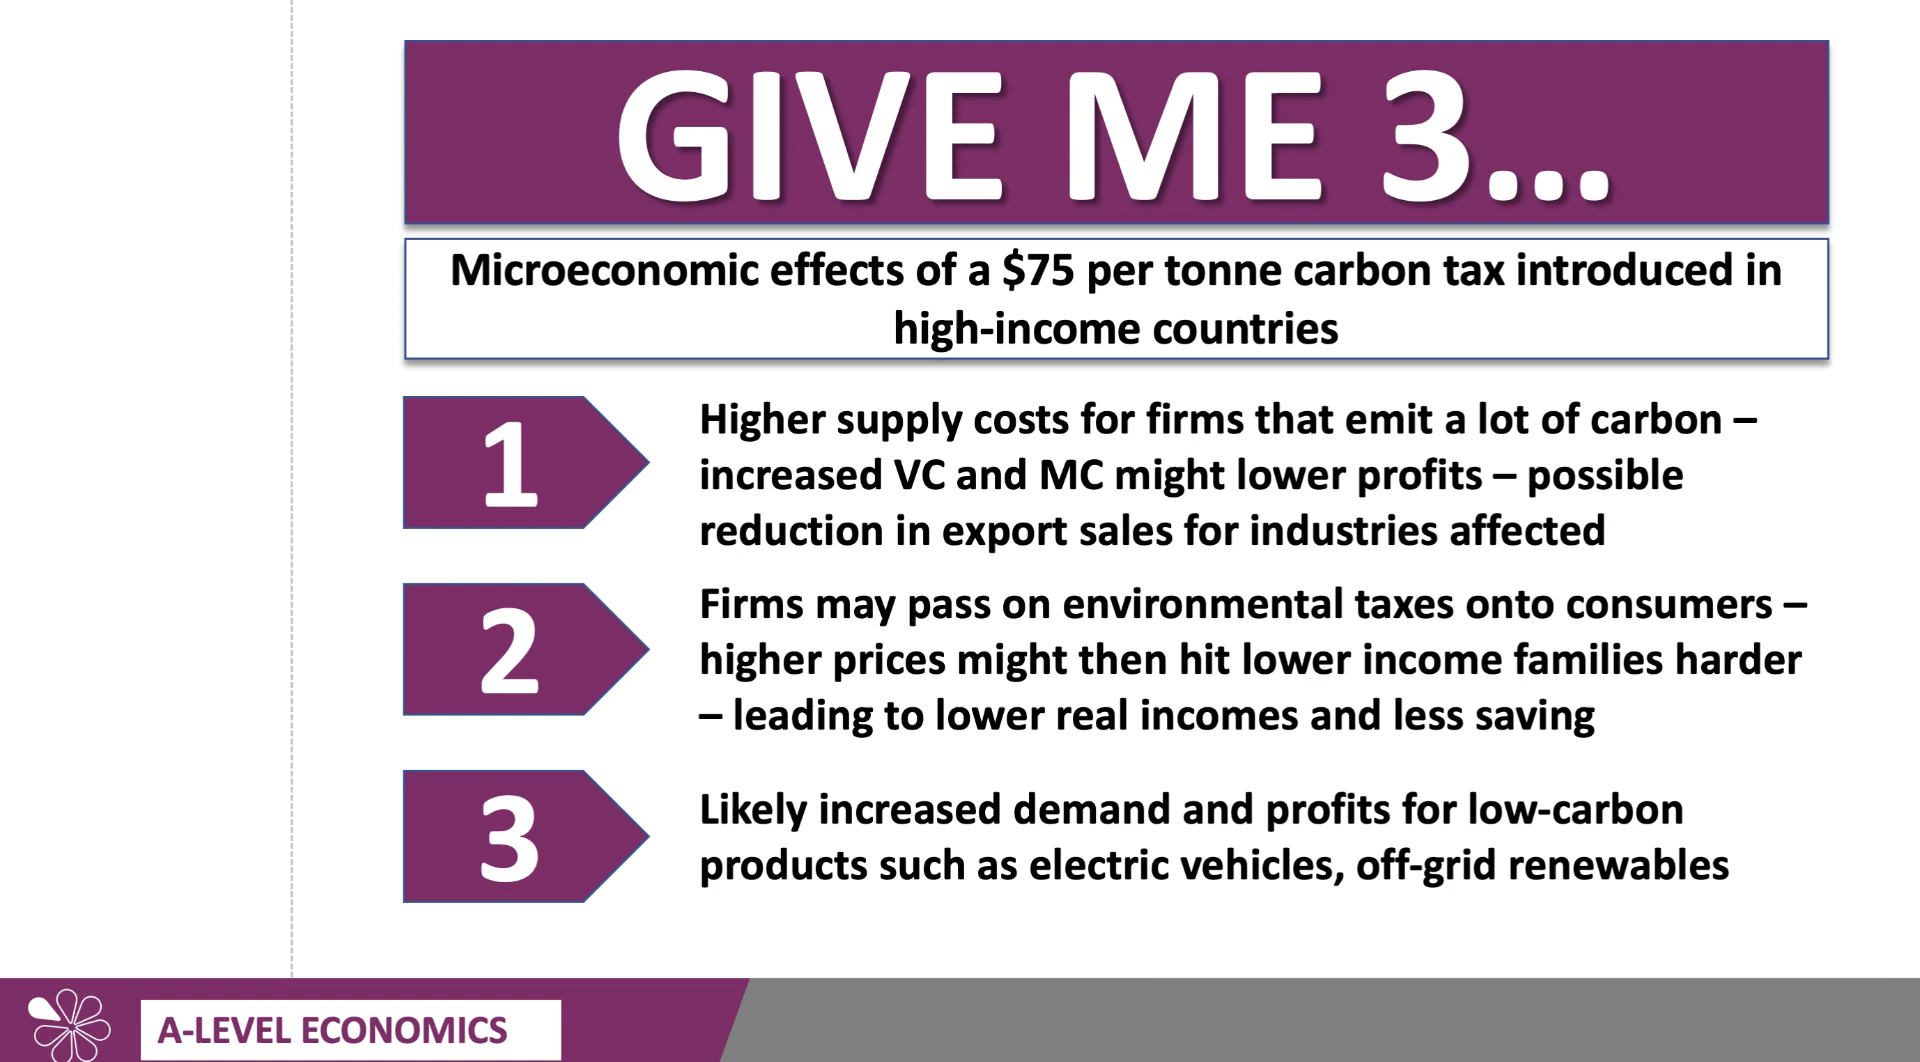 GIVE ME 3...
Microeconomic effects of a $75 per tonne carbon tax introduced in
high-income countries
1
Higher supply costs for firms that emit a lot of carbon –
increased VC and MC might lower profits – possible
reduction in export sales for industries affected
2
Firms may pass on environmental taxes onto consumers –
higher prices might then hit lower income families harder
– leading to lower real incomes and less saving
3
Likely increased demand and profits for low-carbon
products such as electric vehicles, off-grid renewables
A-LEVEL ECONOMICS